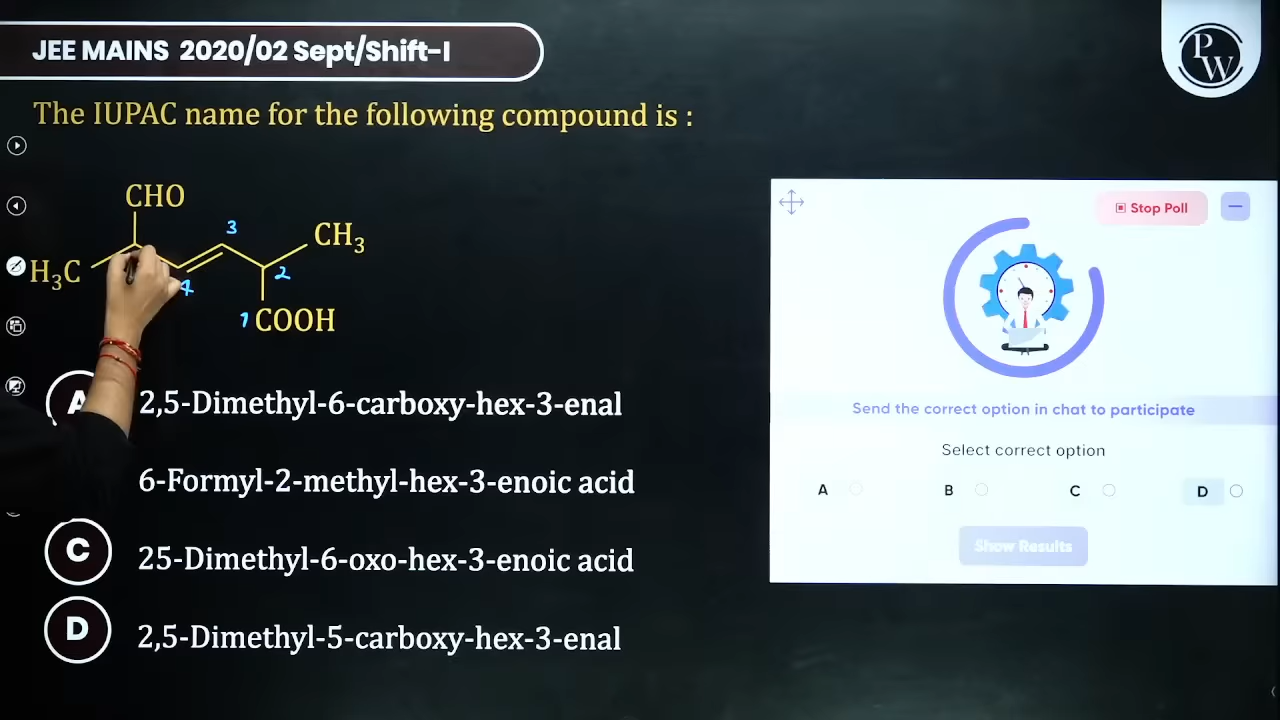 JEE MAINS 2020/02 Sept/Shift-I
PW
The IUPAC name for the following compound is :
CHO
3
CH₃
H₃C
2
4
1 COOH
A 2,5-Dimethyl-6-carboxy-hex-3-enal
6-Formyl-2-methyl-hex-3-enoic acid
C 25-Dimethyl-6-oxo-hex-3-enoic acid
D 2,5-Dimethyl-5-carboxy-hex-3-enal
Stop Poll
Send the correct option in chat to participate
Select correct option
A B C D
Show Results